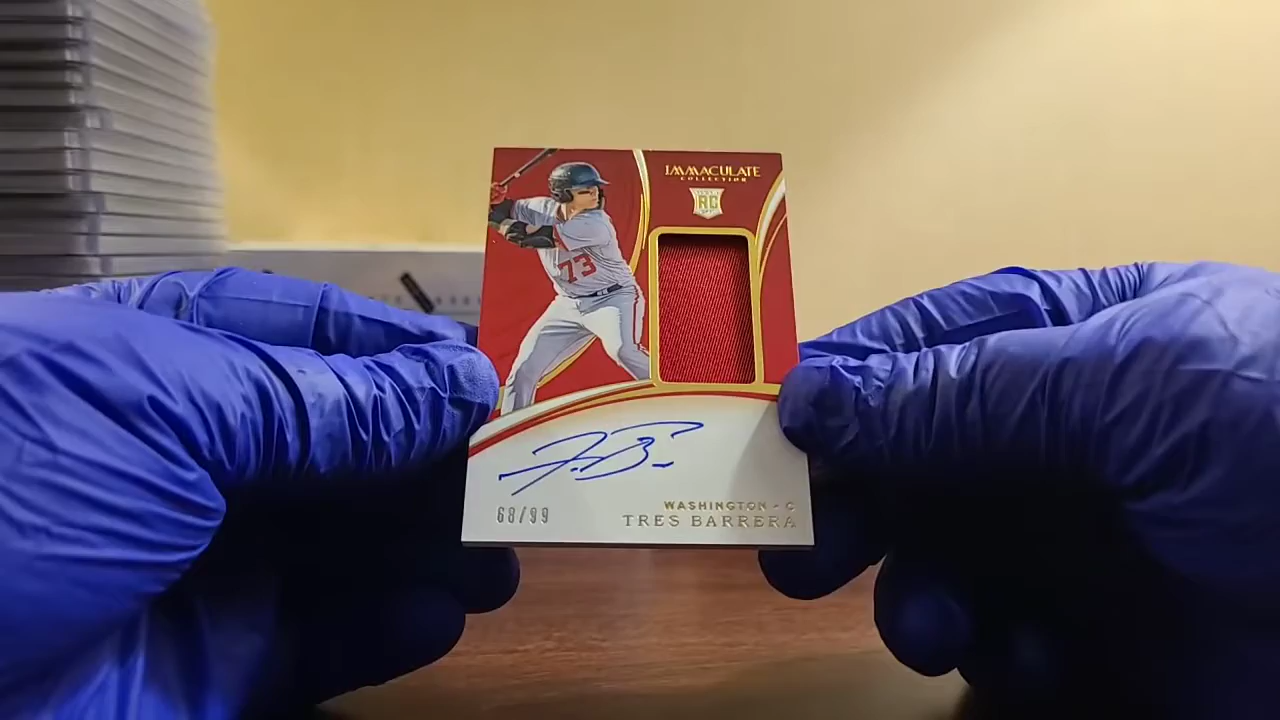 IMMACULATE
COLLECTION
RC
73
68/99
WASHINGTON - C
TRES BARRERA